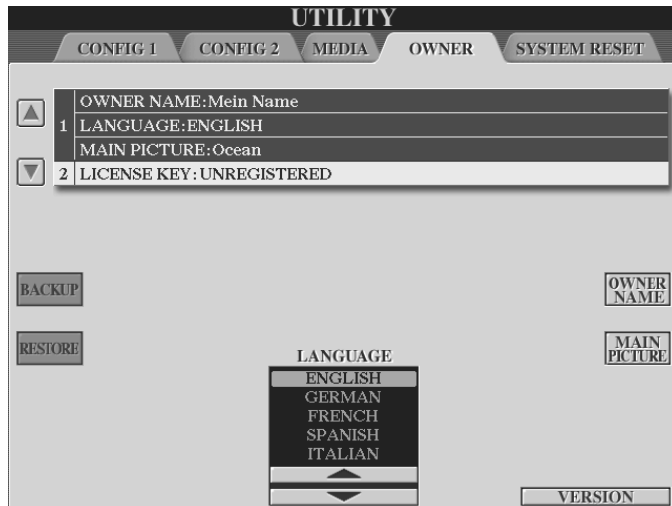 UTILITY
CONFIG 1 CONFIG 2 MEDIA OWNER SYSTEM RESET
OWNER NAME:Mein Name
1 LANGUAGE:ENGLISH
MAIN PICTURE:Ocean
2 LICENSE KEY:UNREGISTERED
BACKUP
OWNER
NAME
RESTORE
MAIN
PICTURE
LANGUAGE
ENGLISH
GERMAN
FRENCH
SPANISH
ITALIAN
VERSION